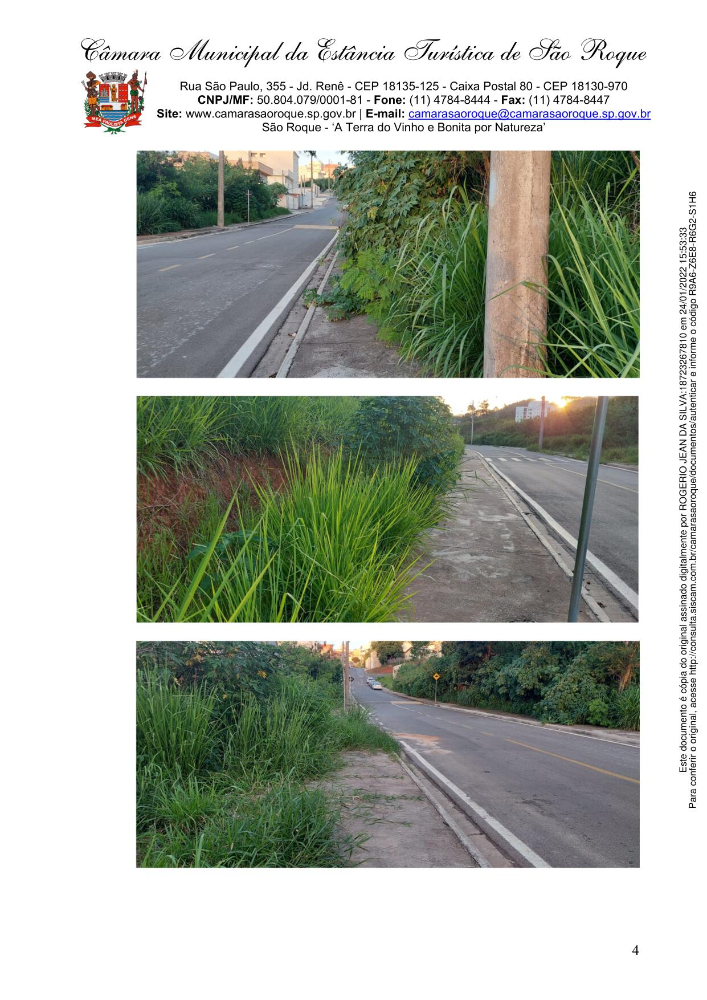 Câmara Municipal da Estância Turística de São Roque
Rua São Paulo, 355 - Jd. Renê - CEP 18135-125 - Caixa Postal 80 - CEP 18130-970
CNPJ/MF: 50.804.079/0001-81 - Fone: (11) 4784-8444 - Fax: (11) 4784-8447
Site: www.camarasaoroque.sp.gov.br | E-mail: camarasaoroque@camarasaoroque.sp.gov.br
São Roque - ‘A Terra do Vinho e Bonita por Natureza’
MEA PAULISTA GENS
Este documento é cópia do original assinado digitalmente por ROGERIO JEAN DA SILVA:18723267810 em 24/01/2022 15:53:33
Para conferir o original, acesse http://consulta.siscam.com.br/camarasaoroque/documentos/autenticar e informe o código R9A6-Z6E8-R6G2-S1H6
4